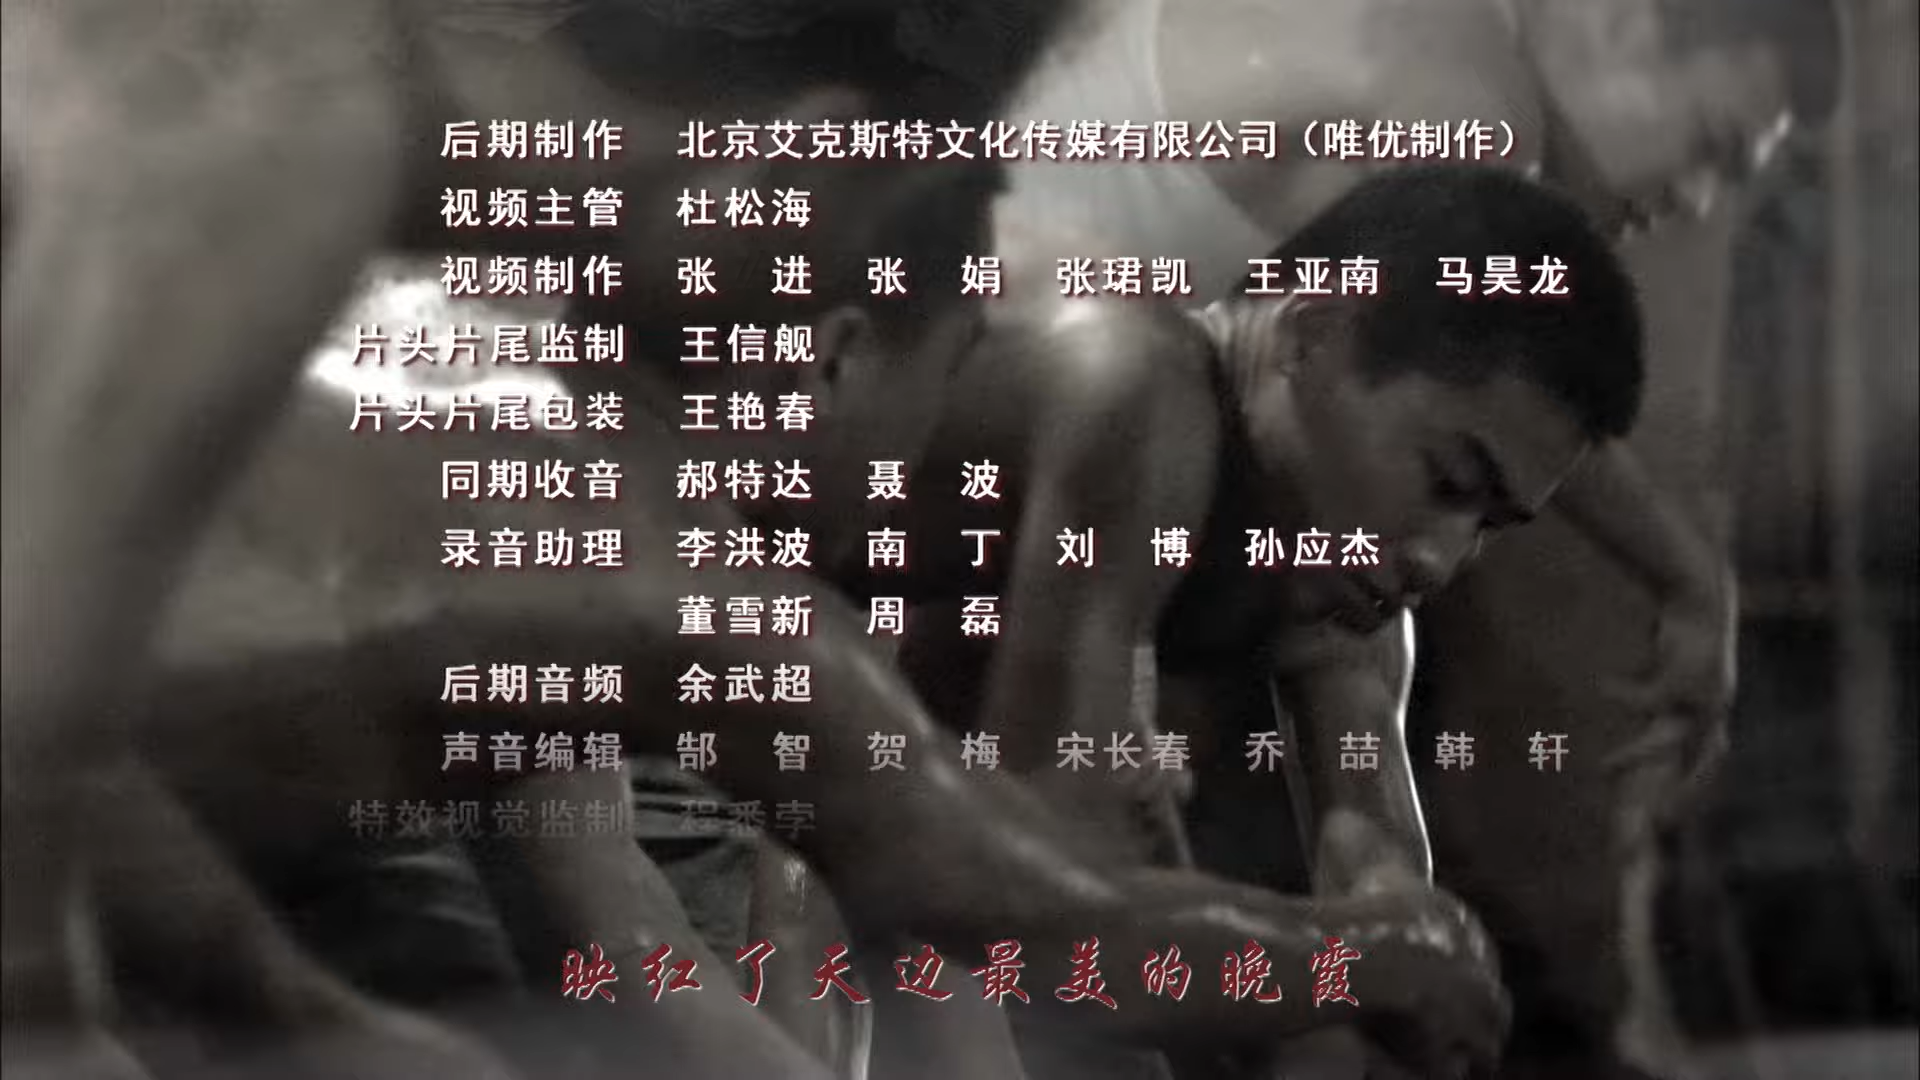 后期制作 北京艾克斯特文化传媒有限公司（唯优制作）
视频主管 杜松海
视频制作 张 进 张 娟 张珺凯 王亚南 马昊龙
片头片尾监制 王信舰
片头片尾包装 王艳春
同期收音 郝特达 聂 波
录音助理 李洪波 南 丁 刘 博 孙应杰
董雪新 周 磊
后期音频 余武超
声音编辑 郜 智 贺 梅 宋长春 乔 喆 韩 轩
特效视觉监制 程悉孛
映红了天边最美的晚霞